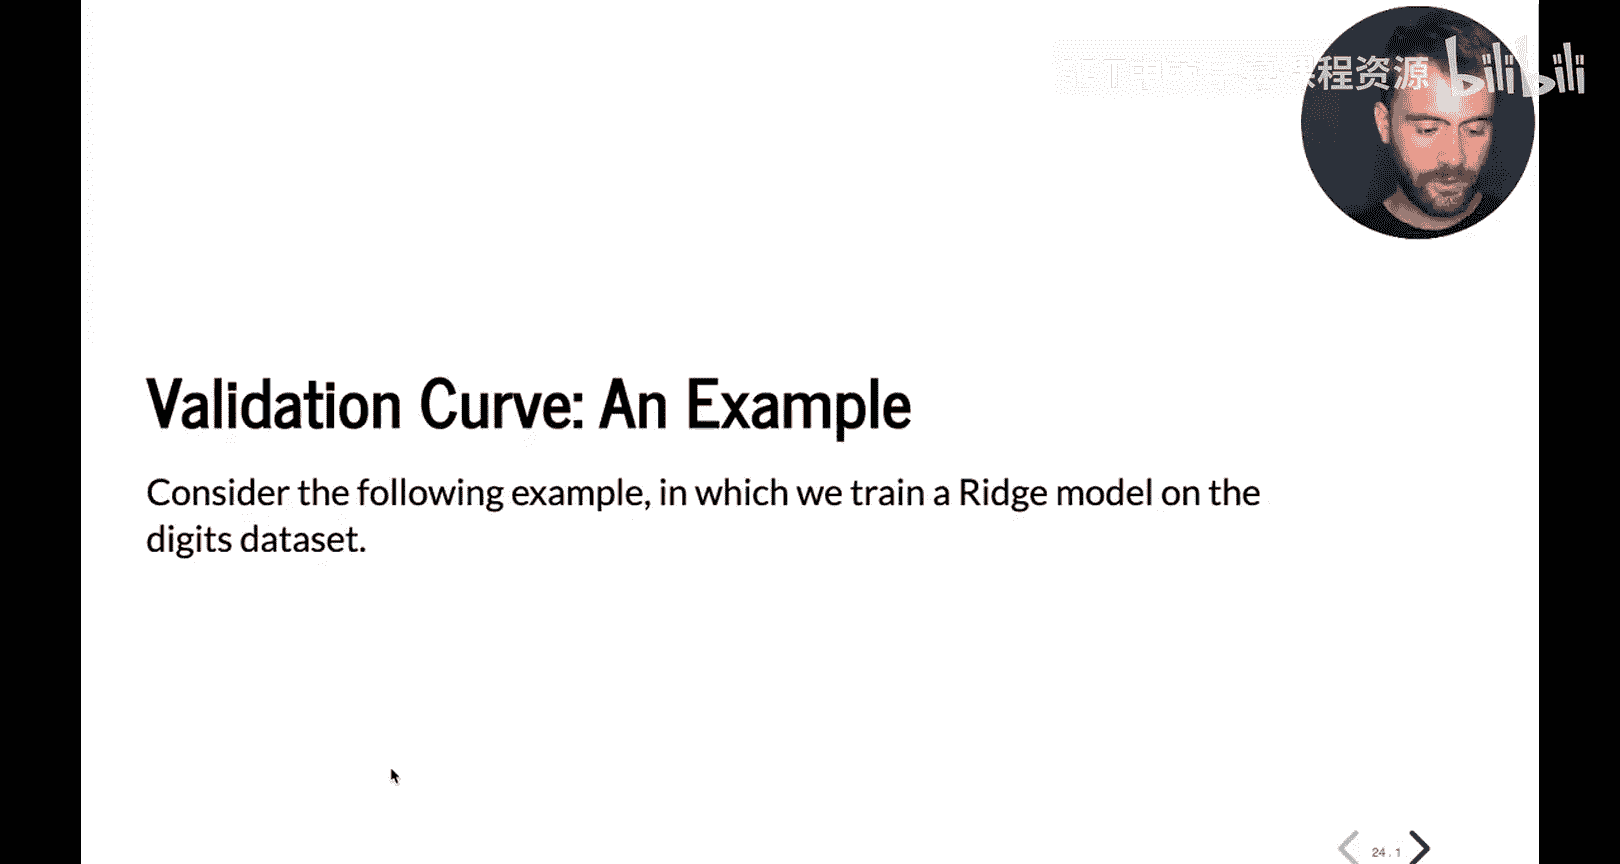 程资源 bilibili
Validation Curve: An Example
Consider the following example, in which we train a Ridge model on the
digits dataset.
24.1